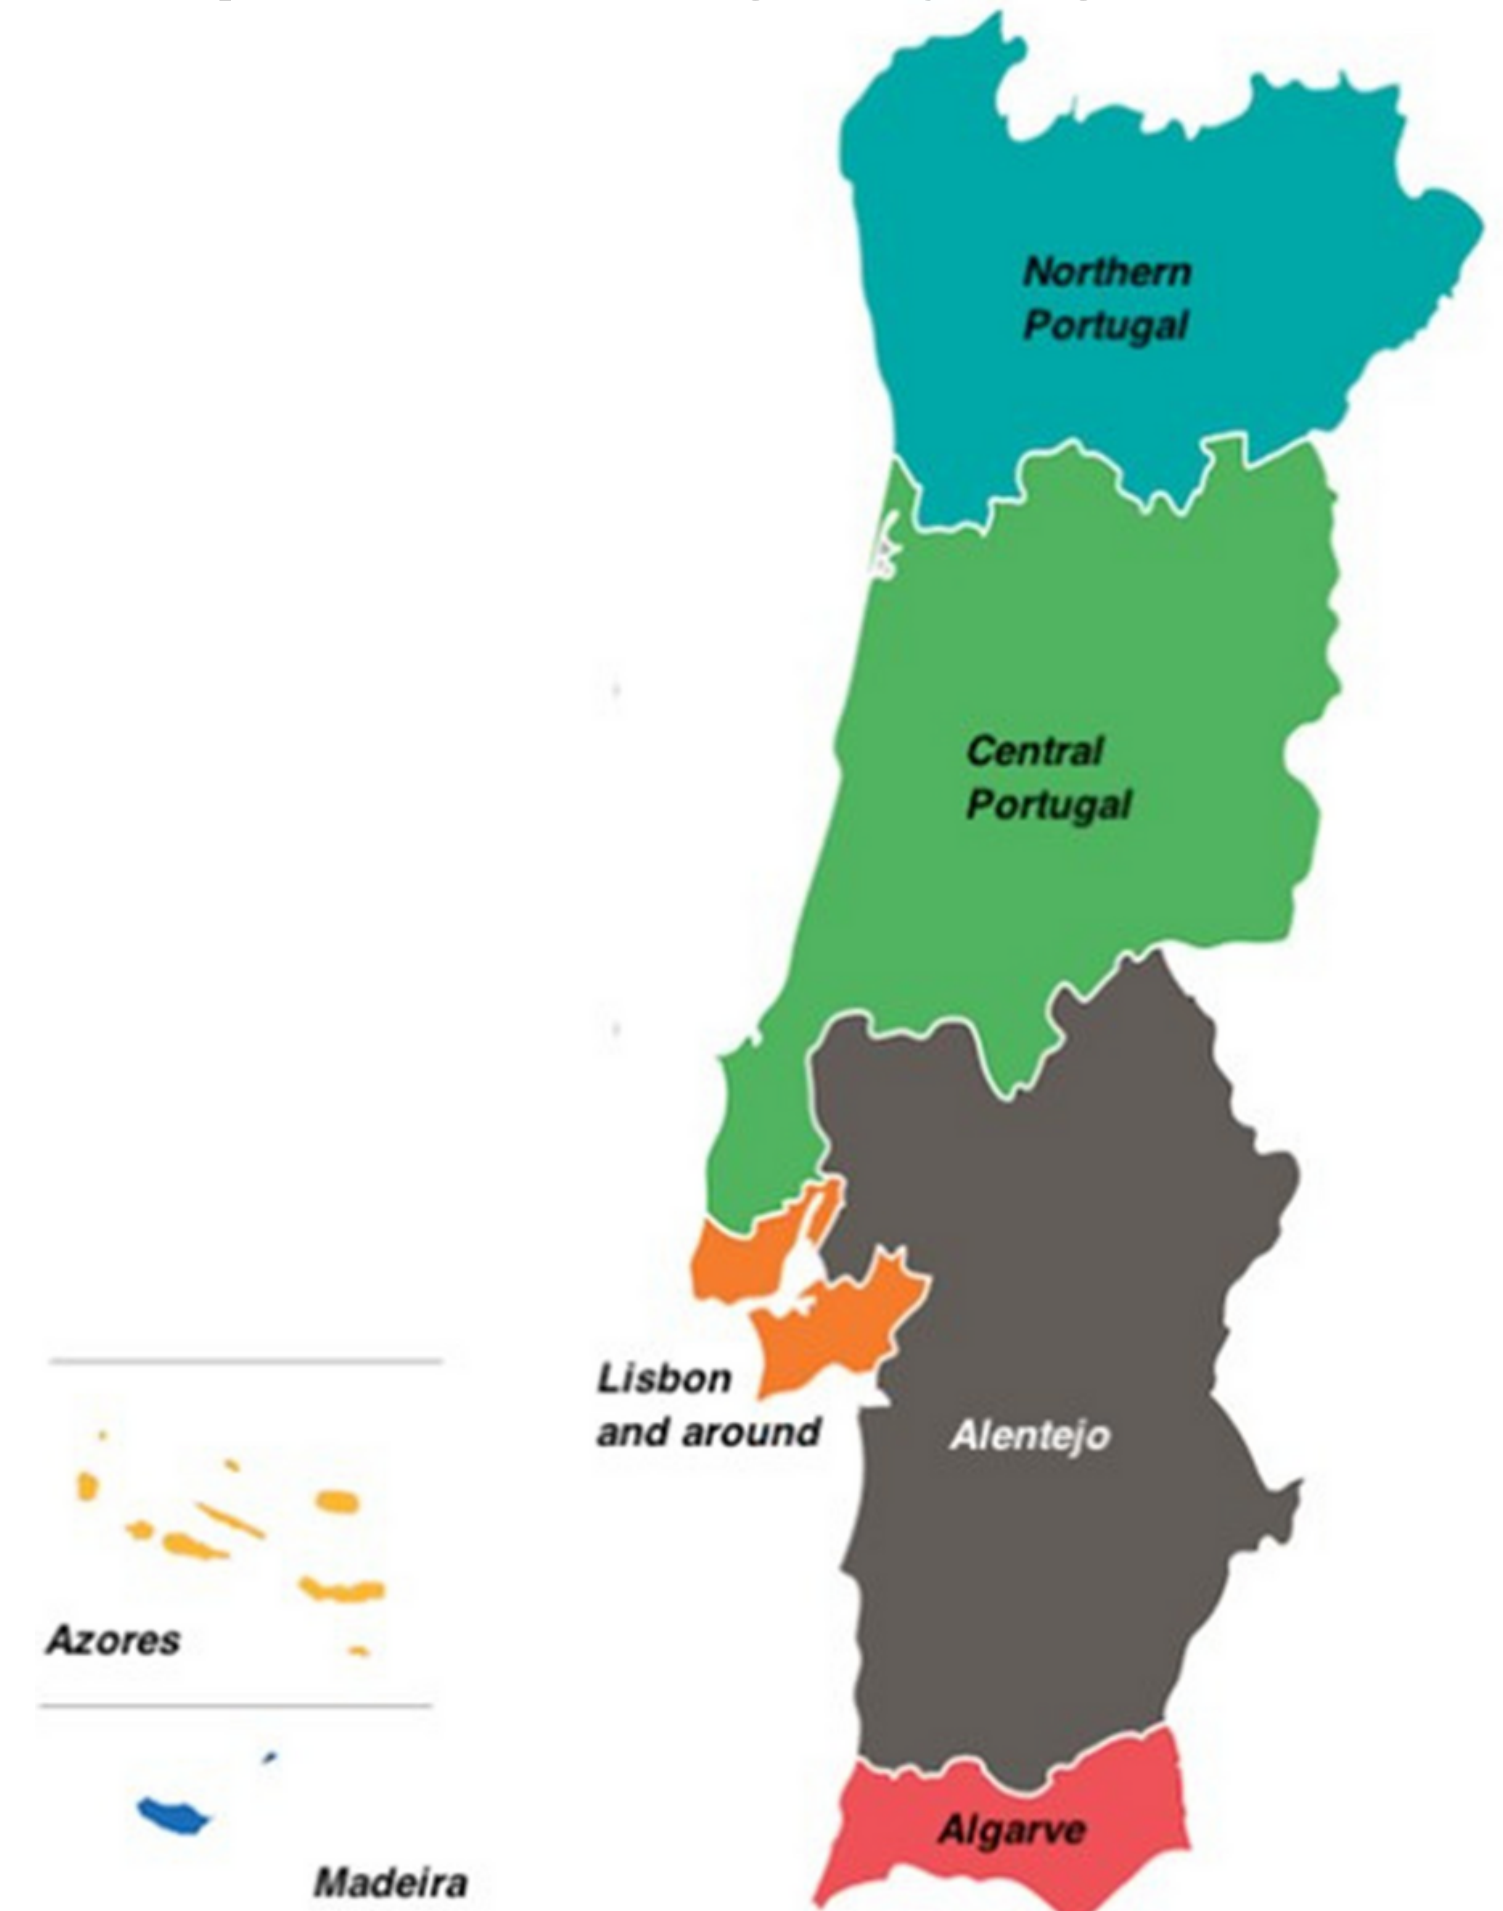 Northern
Portugal
Central
Portugal
Lisbon
and around
Alentejo
Azores
Algarve
Madeira